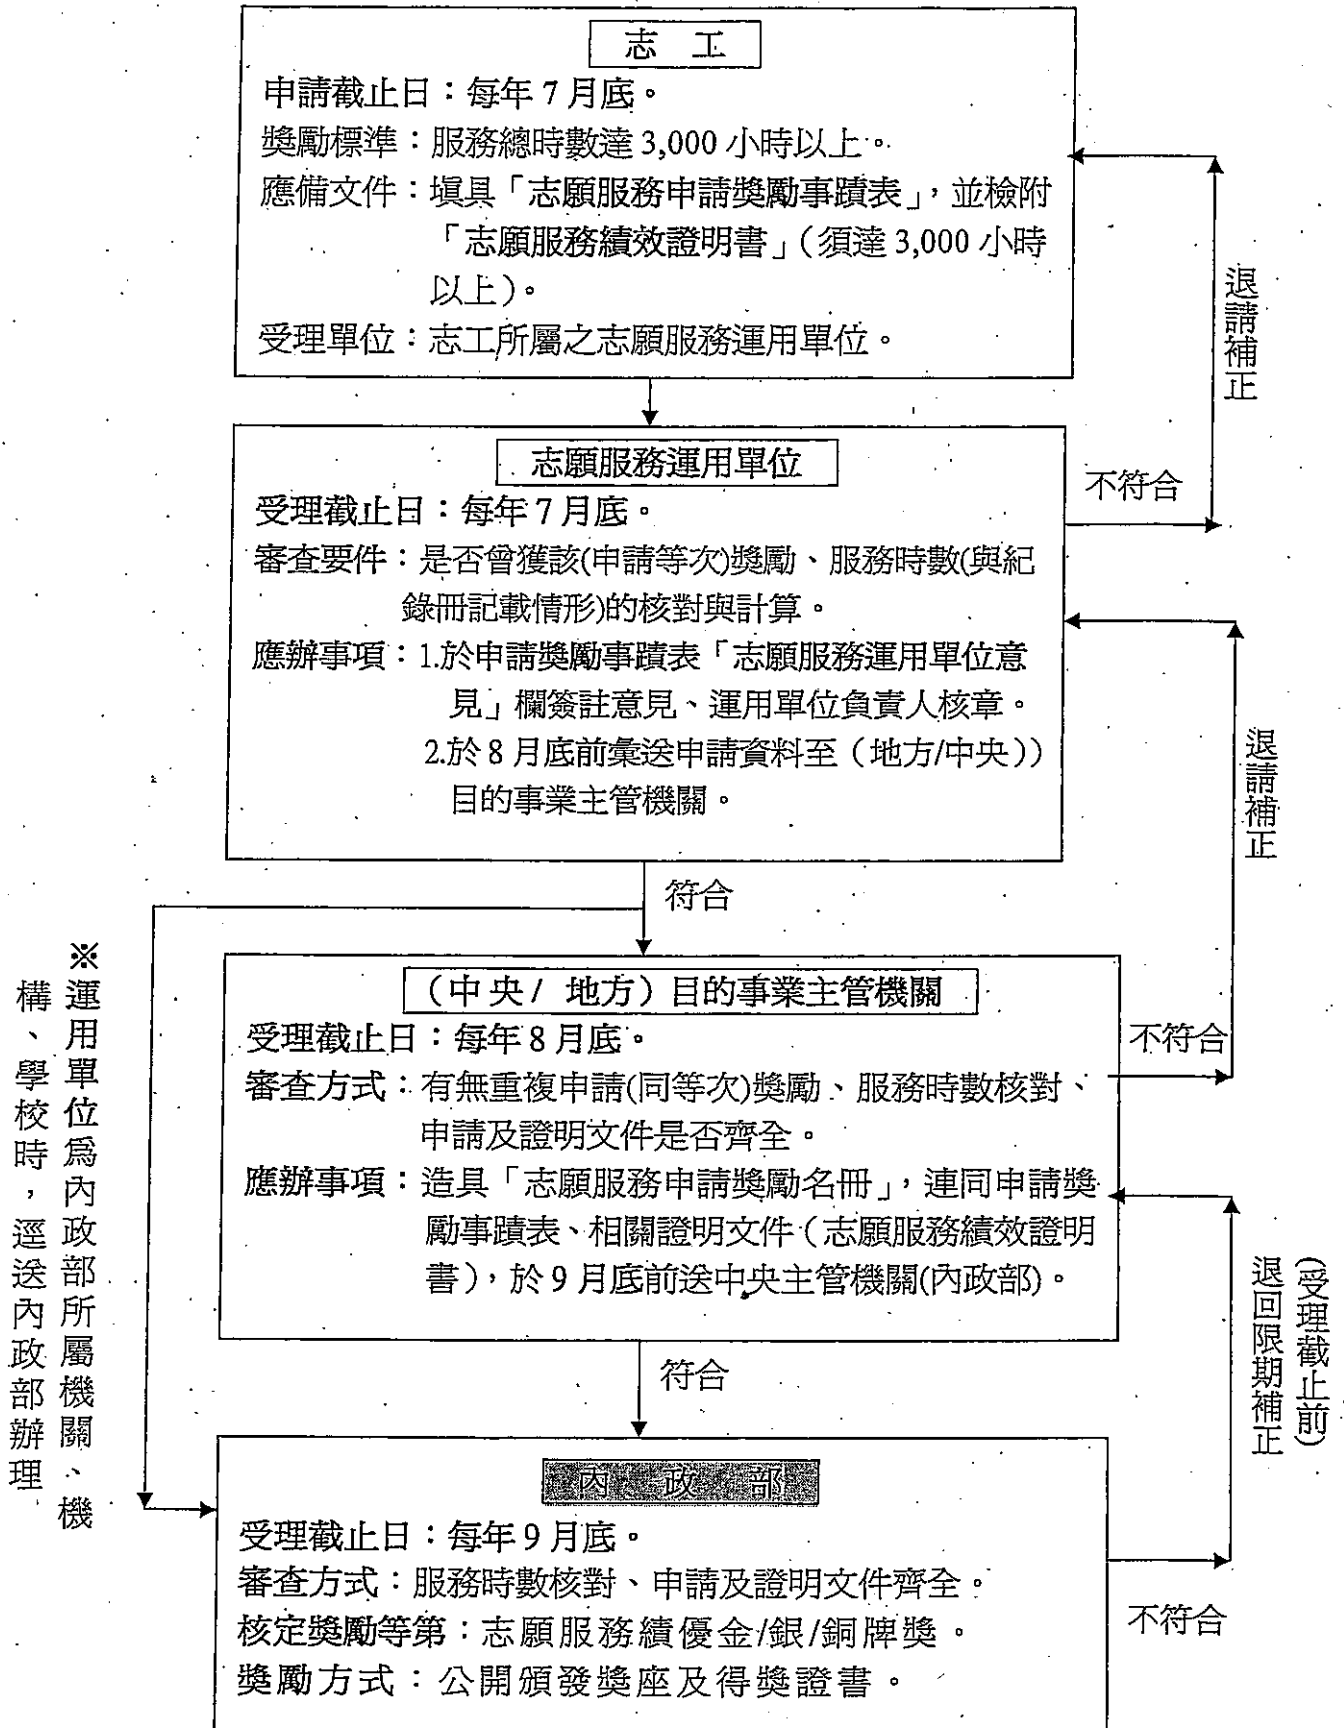 志 工
申請截止日：每年 7 月底。
獎勵標準：服務總時數達 3,000 小時以上。
應備文件：填具「志願服務申請獎勵事蹟表」，並檢附
「志願服務績效證明書」（須達 3,000 小時
以上）。
受理單位：志工所屬之志願服務運用單位。
退請補正
志願服務運用單位
不符合
受理截止日：每年 7 月底。
審查要件：是否曾獲該(申請等次)獎勵、服務時數(與紀
錄冊記載情形)的核對與計算。
應辦事項：1.於申請獎勵事蹟表「志願服務運用單位意
見」欄簽註意見、運用單位負責人核章。
2.於 8 月底前彙送申請資料至（地方/中央））
目的事業主管機關。
退請補正
符合
※運用單位為內政部所屬機關、機
構、學校時，逕送內政部辦理
（中央/ 地方）目的事業主管機關
不符合
受理截止日：每年 8 月底。
審查方式：有無重複申請(同等次)獎勵、服務時數核對、
申請及證明文件是否齊全。
應辦事項：造具「志願服務申請獎勵名冊」，連同申請獎
勵事蹟表、相關證明文件（志願服務績效證明
書），於 9 月底前送中央主管機關(內政部)。
(受理截止前)
退回限期補正
符合
內 政 部
受理截止日：每年 9 月底。
審查方式：服務時數核對、申請及證明文件齊全。
核定獎勵等第：志願服務績優金/銀/銅牌獎。
獎勵方式：公開頒發獎座及得獎證書。
不符合